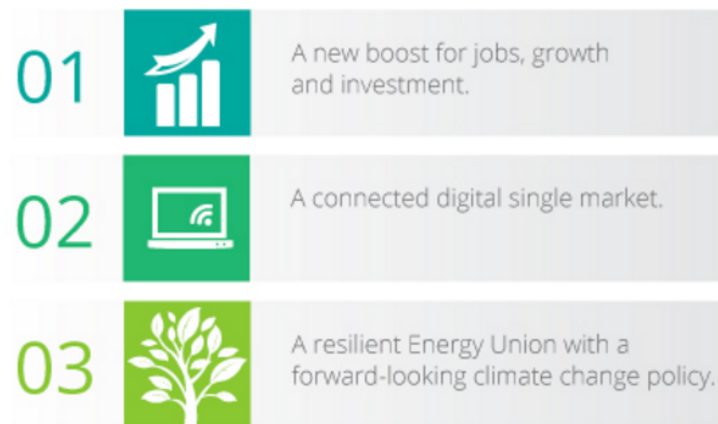 01
A new boost for jobs, growth
and investment.
02
A connected digital single market.
03
A resilient Energy Union with a
forward-looking climate change policy.